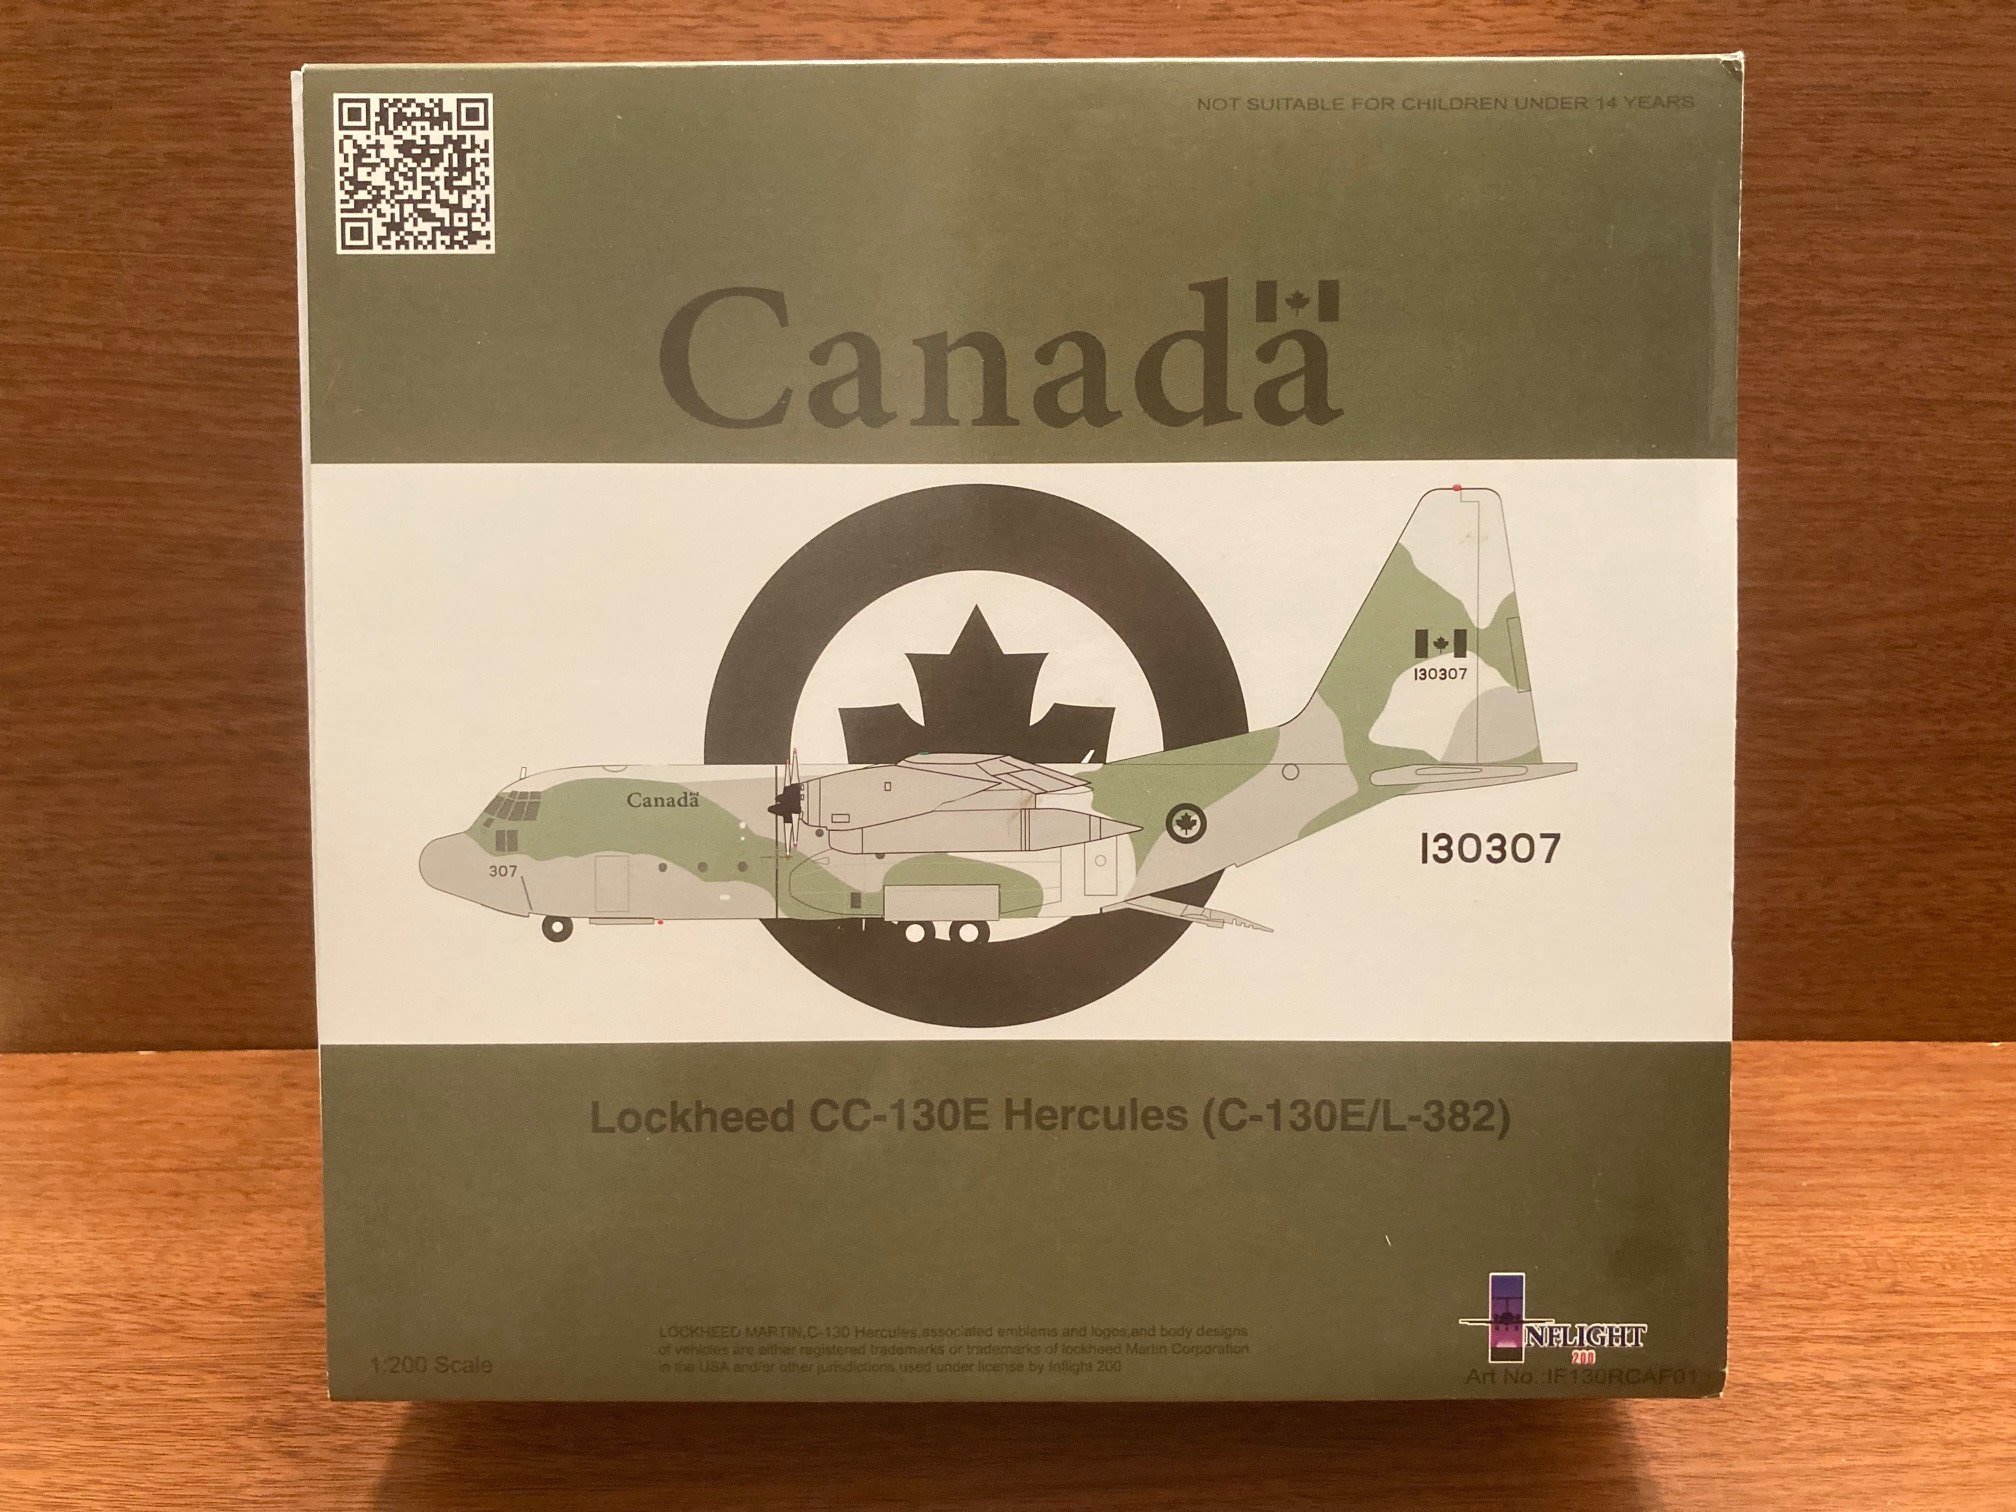 NOT SUITABLE FOR CHILDREN UNDER 14 YEARS
Canada
130307
Canada
307
130307
Lockheed CC-130E Hercules (C-130E/L-382)
LOCKHEED MARTIN,C-130 Hercules,associated emblems and logos,and body designs
of vehicles are either registered trademarks or trademarks of lockheed Martin Corporation
in the USA and/or other jurisdictions used under license by Inflight 200
1:200 Scale
INFLIGHT
200
Art No.:IF130RCAF01